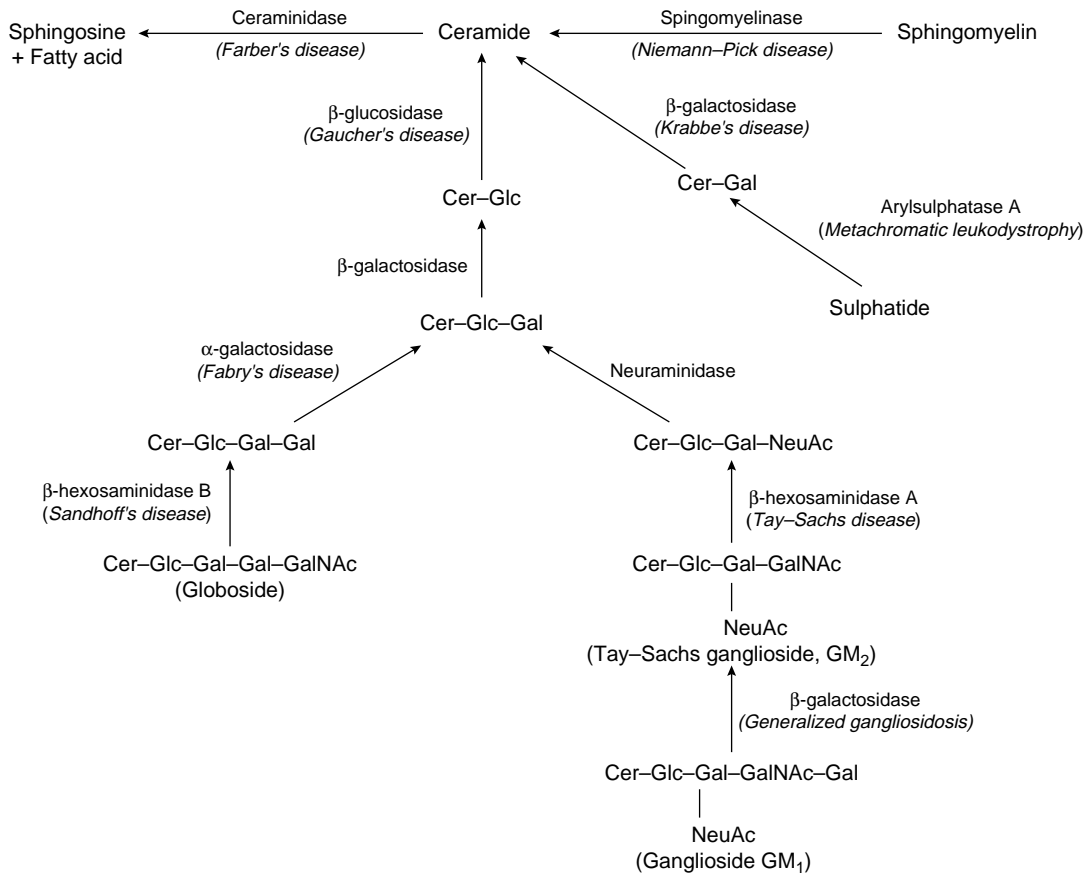 Sphingosine
+ Fatty acid
Ceraminidase
(Farber's disease)
Ceramide
Spingomyelinase
(Niemann–Pick disease)
Sphingomyelin
β-glucosidase
(Gaucher's disease)
β-galactosidase
(Krabbe's disease)
Cer–Glc
Cer–Gal
Arylsulphatase A
(Metachromatic leukodystrophy)
β-galactosidase
Sulphatide
Cer–Glc–Gal
α-galactosidase
(Fabry's disease)
Neuraminidase
Cer–Glc–Gal–Gal
Cer–Glc–Gal–NeuAc
β-hexosaminidase B
(Sandhoff's disease)
β-hexosaminidase A
(Tay–Sachs disease)
Cer–Glc–Gal–Gal–GalNAc
(Globoside)
Cer–Glc–Gal–GalNAc
NeuAc
(Tay–Sachs ganglioside, GM₂)
β-galactosidase
(Generalized gangliosidosis)
Cer–Glc–Gal–GalNAc–Gal
NeuAc
(Ganglioside GM₁)